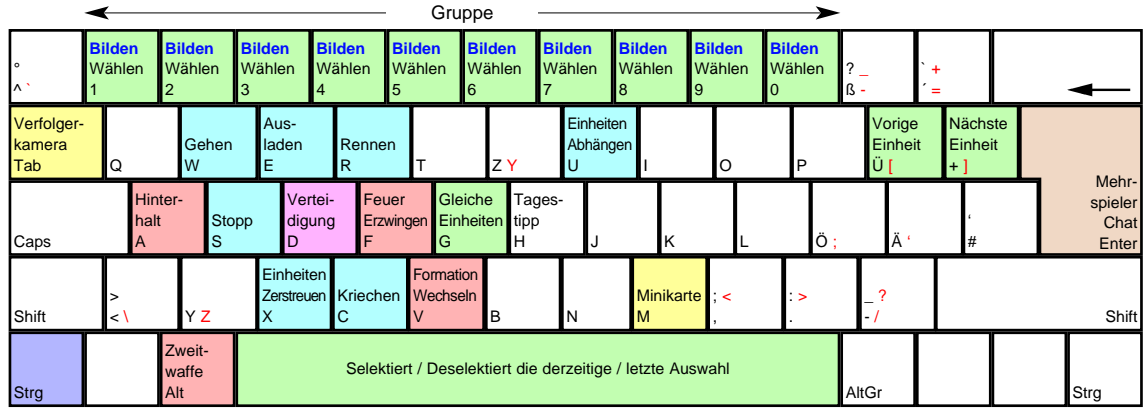 Gruppe
Bilden Bilden Bilden Bilden Bilden Bilden Bilden Bilden Bilden Bilden
° Wählen Wählen Wählen Wählen Wählen Wählen Wählen Wählen Wählen Wählen ? _ ` +
^ ` 1 2 3 4 5 6 7 8 9 0 ß - ´ =
Verfolger- Aus- Einheiten Vorige Nächste
kamera Gehen laden Rennen Abhängen Einheit Einheit
Tab Q W E R T Z Y U I O P Ü [ + ]
Hinter- Vertei- Feuer Gleiche Tages- Mehr-
halt Stopp digung Erzwingen Einheiten tipp ‘ spieler
Caps A S D F G H J K L Ö ; Ä ‘ # Chat
Enter
Einheiten Formation
> Zerstreuen Kriechen Wechseln Minikarte ; < : > _ ?
Shift < \ Y Z X C V B N M , . - / Shift
Zweit-
waffe Selektiert / Deselektiert die derzeitige / letzte Auswahl
Strg Alt AltGr Strg